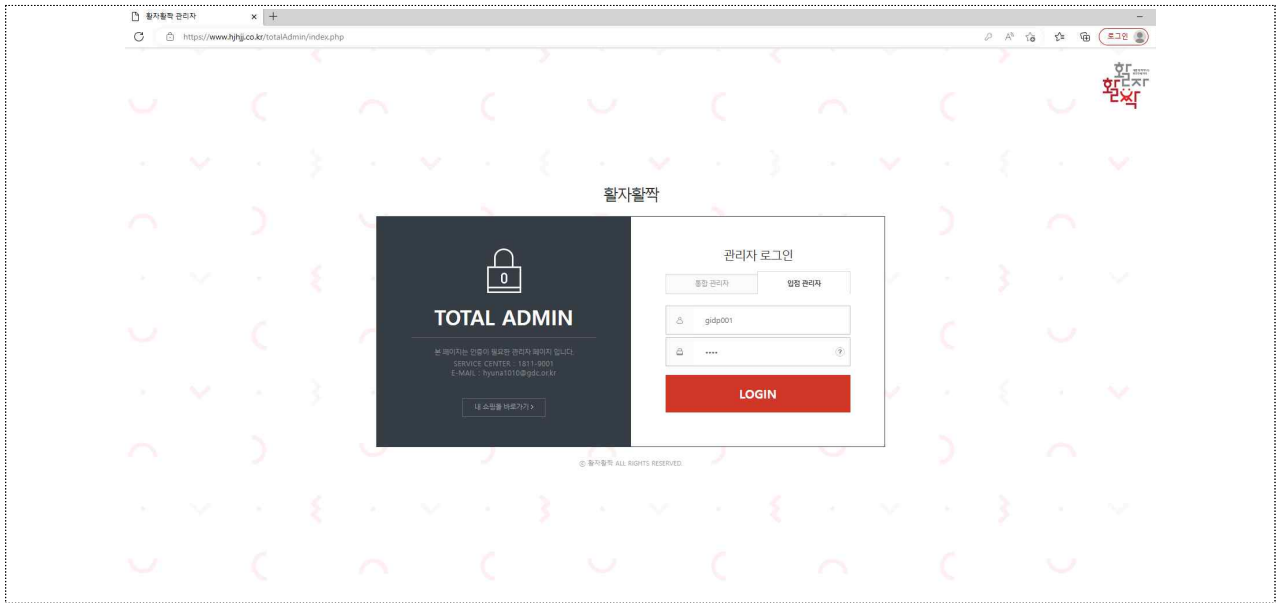 활자활짝 관리자
https://www.hjhjj.co.kr/totalAdmin/index.php
로그인
활자
활짝
활자활짝
TOTAL ADMIN
본 페이지는 인증이 필요한 관리자 페이지 입니다.
SERVICE CENTER : 1811-9001
E-MAIL : hyuna1010@gdc.or.kr
내 쇼핑몰 바로가기 >
관리자 로그인
통합 관리자 입점 관리자
gidp001
••••
?
LOGIN
© 활자활짝 ALL RIGHTS RESERVED.